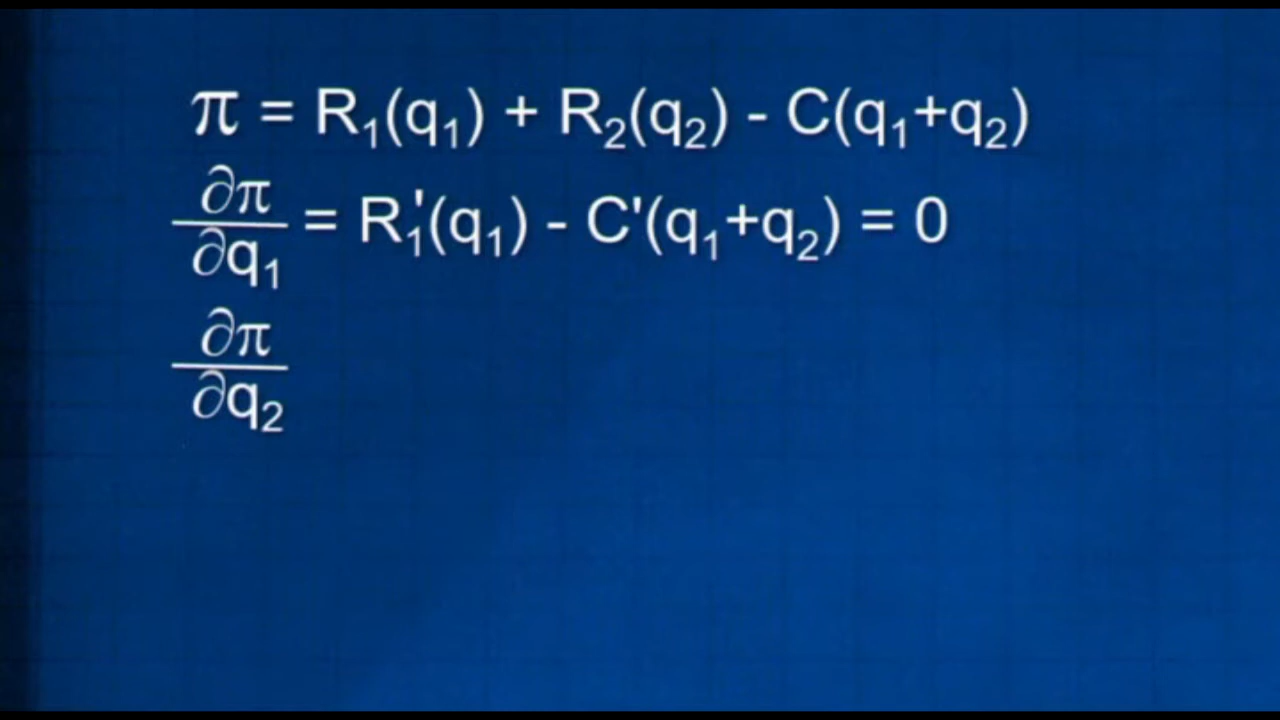 π = R₁(q₁) + R₂(q₂) - C(q₁+q₂)
∂π/∂q₁ = R₁'(q₁) - C'(q₁+q₂) = 0
∂π/∂q₂